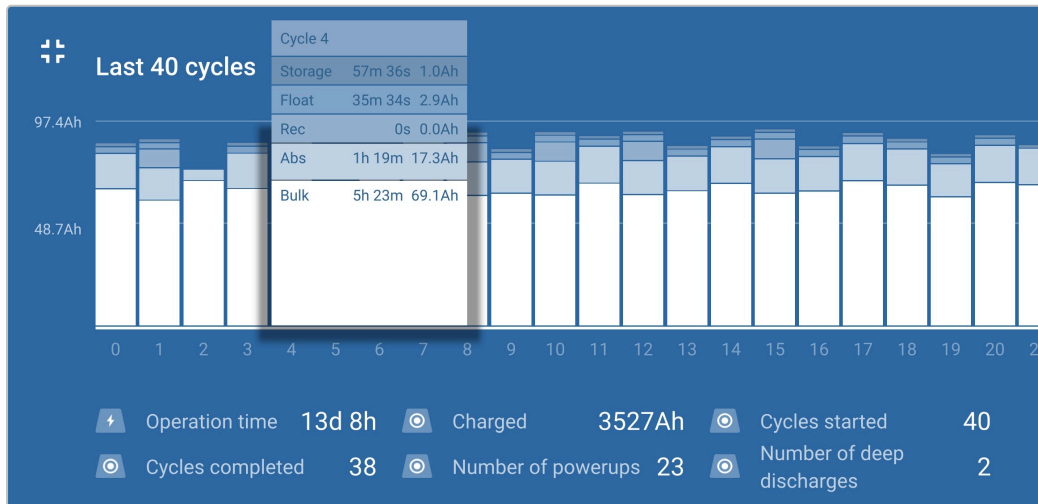 Last 40 cycles
Cycle 4
Storage 57m 36s 1.0Ah
Float 35m 34s 2.9Ah
Rec 0s 0.0Ah
Abs 1h 19m 17.3Ah
Bulk 5h 23m 69.1Ah
97.4Ah
48.7Ah
0 1 2 3 4 5 6 7 8 9 10 11 12 13 14 15 16 17 18 19 20 2
Operation time 13d 8h Charged 3527Ah Cycles started 40
Cycles completed 38 Number of powerups 23 Number of deep
discharges 2